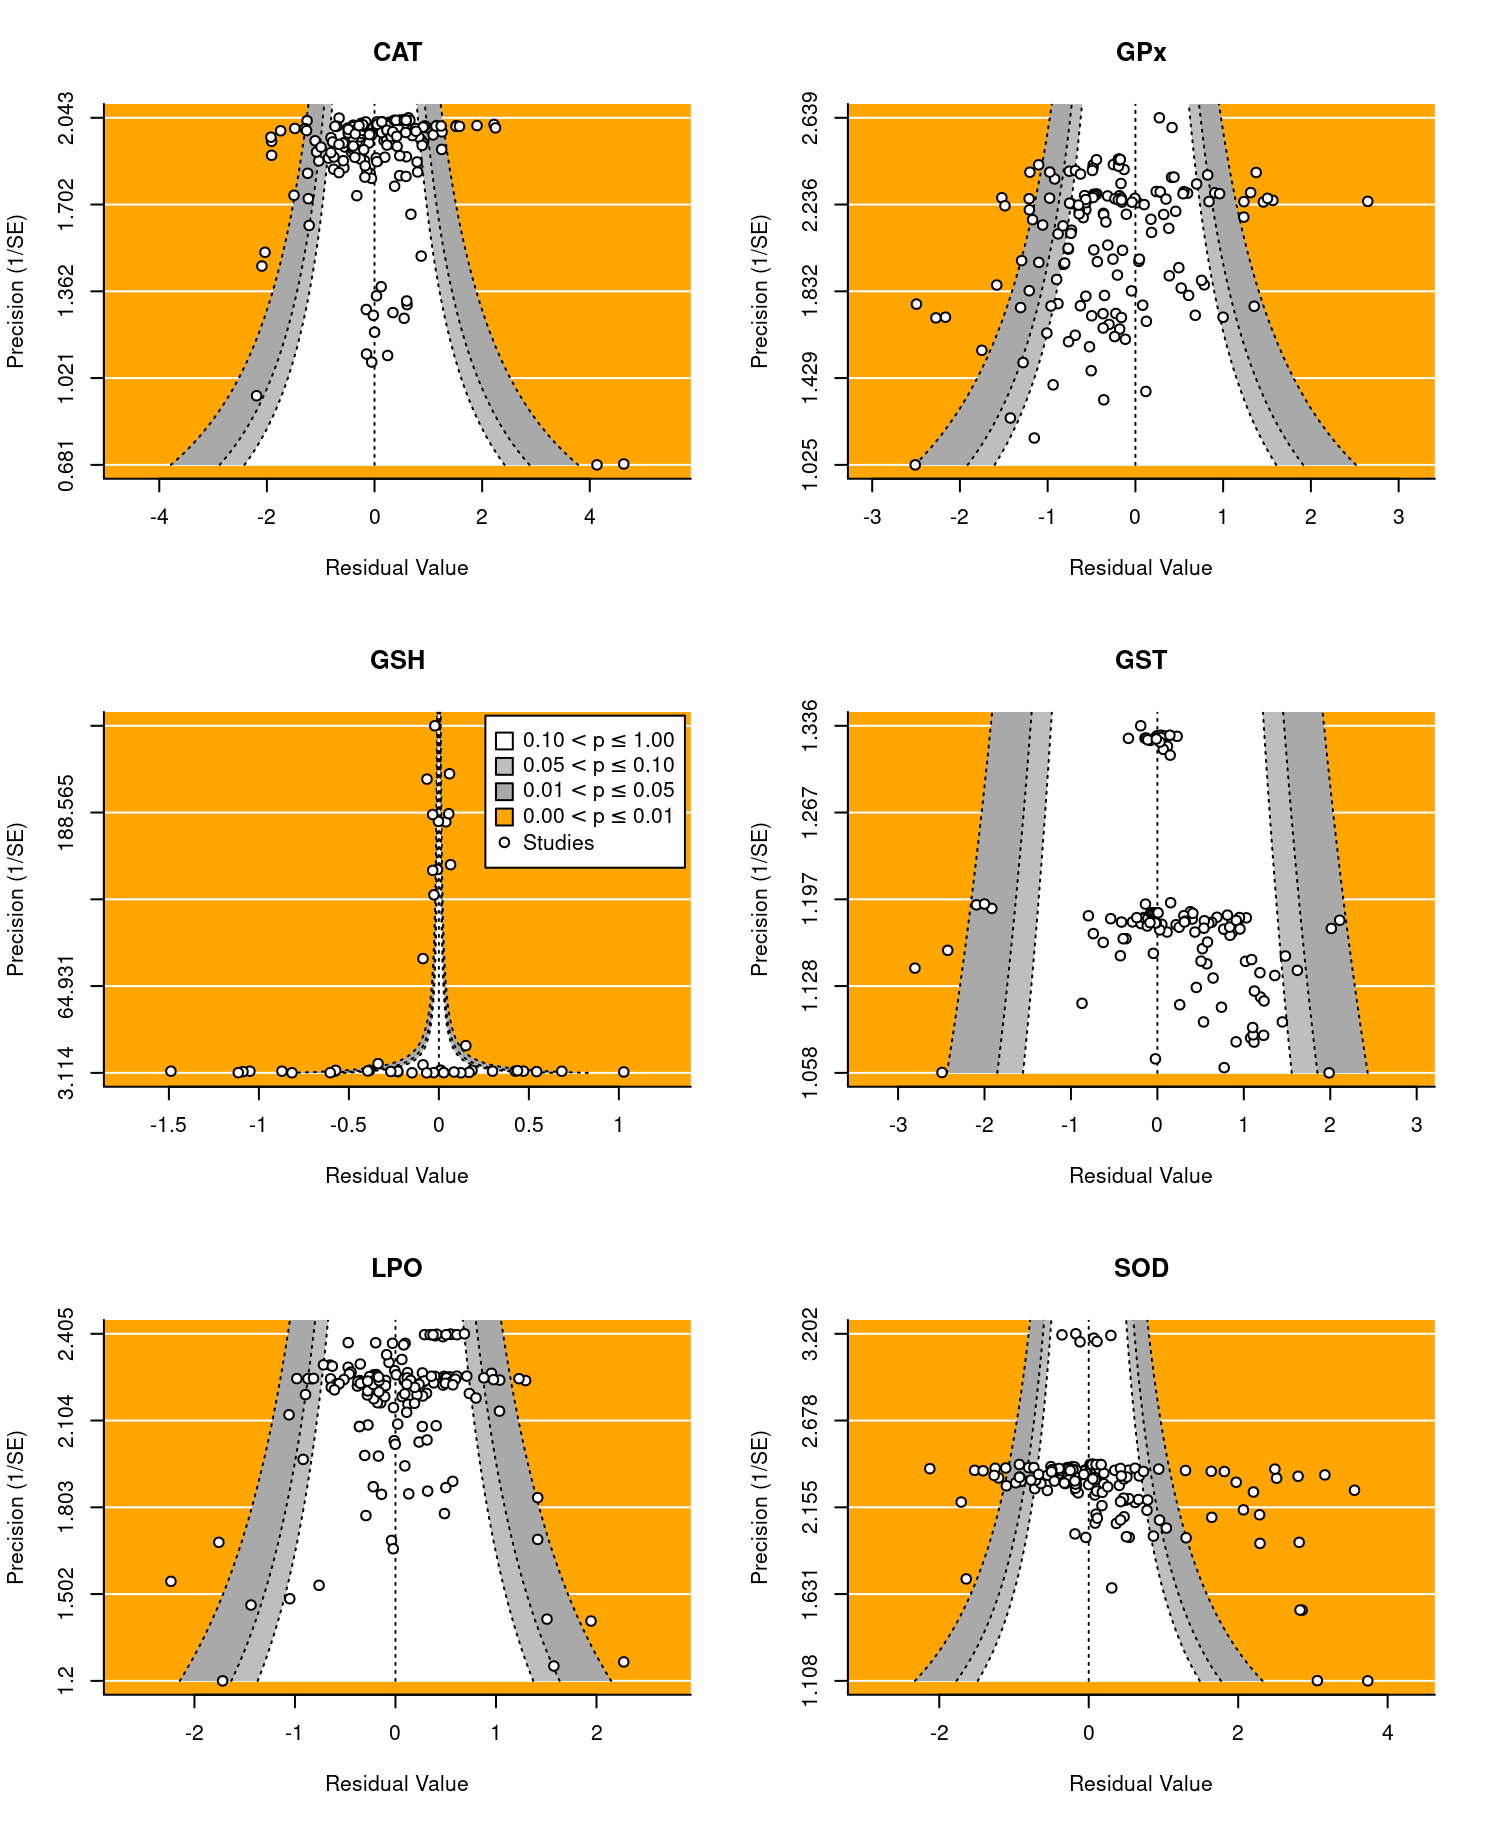 CAT
Precision (1/SE)
2.043
1.702
1.362
1.021
0.681
-4 -2 0 2 4
Residual Value
GPx
Precision (1/SE)
2.639
2.236
1.832
1.429
1.025
-3 -2 -1 0 1 2 3
Residual Value
GSH
Precision (1/SE)
188.565
64.931
3.114
0.10 < p ≤ 1.00
0.05 < p ≤ 0.10
0.01 < p ≤ 0.05
0.00 < p ≤ 0.01
Studies
-1.5 -1 -0.5 0 0.5 1
Residual Value
GST
Precision (1/SE)
1.336
1.267
1.197
1.128
1.058
-3 -2 -1 0 1 2 3
Residual Value
LPO
Precision (1/SE)
2.405
2.104
1.803
1.502
1.2
-2 -1 0 1 2
Residual Value
SOD
Precision (1/SE)
3.202
2.678
2.155
1.631
1.108
-2 0 2 4
Residual Value